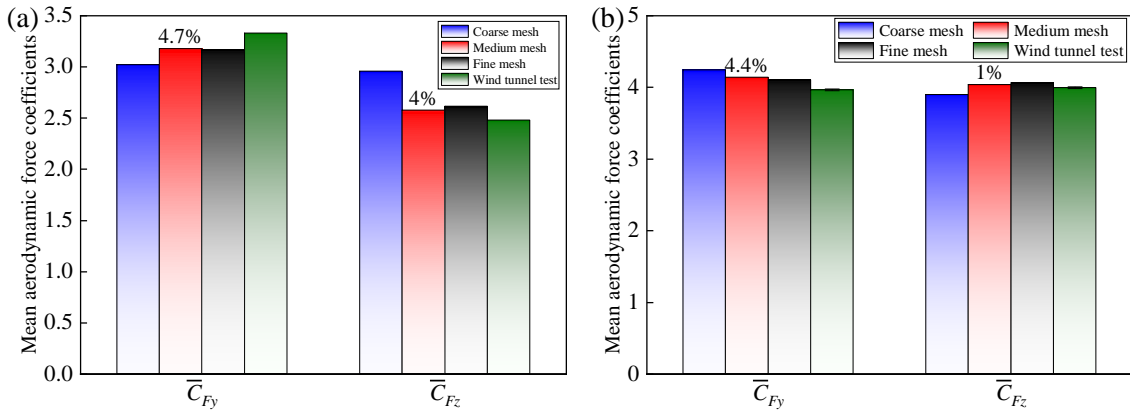 (a)
Mean aerodynamic force coefficients
3.5
3.0
2.5
2.0
1.5
1.0
0.5
0.0
4.7%
4%
Coarse mesh
Medium mesh
Fine mesh
Wind tunnel test
C̅Fy
C̅Fz
(b)
Mean aerodynamic force coefficients
5
4
3
2
1
0
4.4%
1%
Coarse mesh
Medium mesh
Fine mesh
Wind tunnel test
C̅Fy
C̅Fz